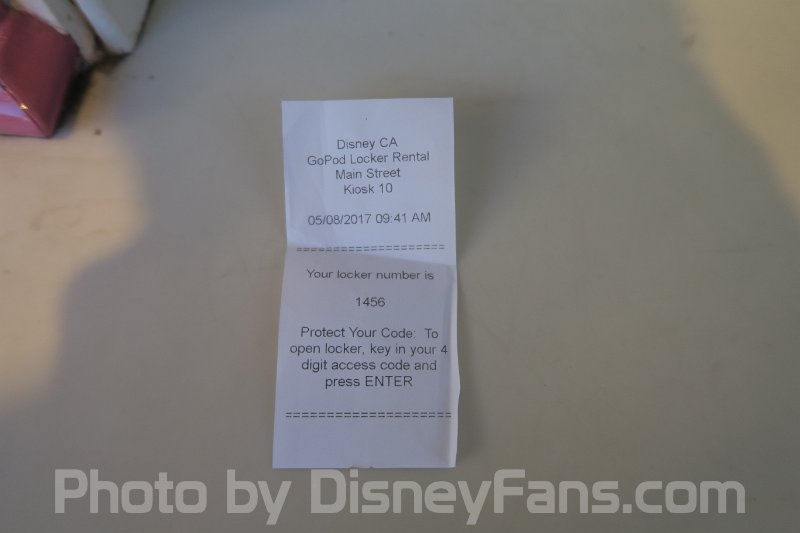 Disney CA
GoPod Locker Rental
Main Street
Kiosk 10
05/08/2017 09:41 AM
=======================
Your locker number is
1456
Protect Your Code: To
open locker, key in your 4
digit access code and
press ENTER
=======================
Photo by DisneyFans.com